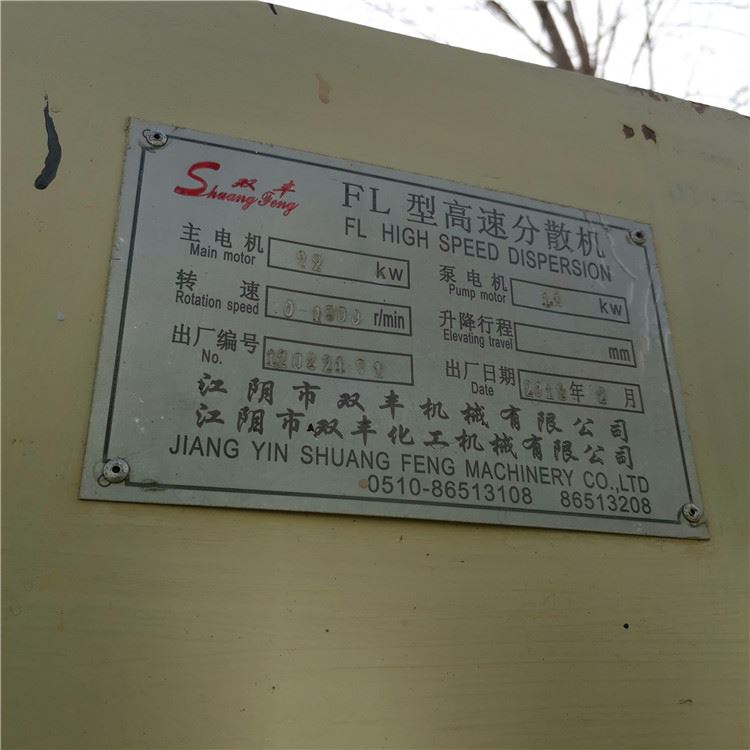 双丰
Shuang Feng
FL 型高速分散机
FL HIGH SPEED DISPERSION
主电机 22 kw
Main motor
泵电机 kw
Pump motor
转速 0-1500 r/min
Rotation speed
升降行程 mm
Elevating travel
出厂编号
No.
出厂日期 年 月
Date
江阴市双丰机械有限公司
江阴市双丰化工机械有限公司
JIANG YIN SHUANG FENG MACHINERY CO.,LTD
0510-86513108 86513208